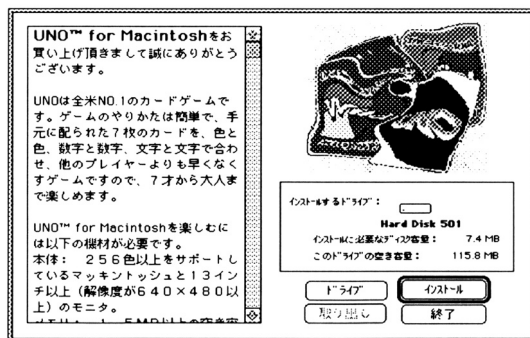 UNO™ for Macintoshをお
買い上げ頂きまして誠にありがとう
ございます。
UNOは全米NO.1のカードゲームで
す。ゲームのやりかたは簡単で、手
元に配られた7枚のカードを、色と
色、数字と数字、文字と文字で合わ
せ、他のプレイヤーよりも早くなく
すゲームですので、7才から大人ま
で楽しめます。
UNO™ for Macintoshを楽しむに
は以下の機材が必要です。
本体： 256色以上をサポートし
ているマッキントッシュと13イン
チ以上（解像度が640×480以
上）のモニタ。
インストールするドライブ：
Hard Disk 501
インストールに必要なディスク容量： 7.4 MB
このドライブの空き容量： 115.8 MB
ドライブ
インストール
取り出し
終了